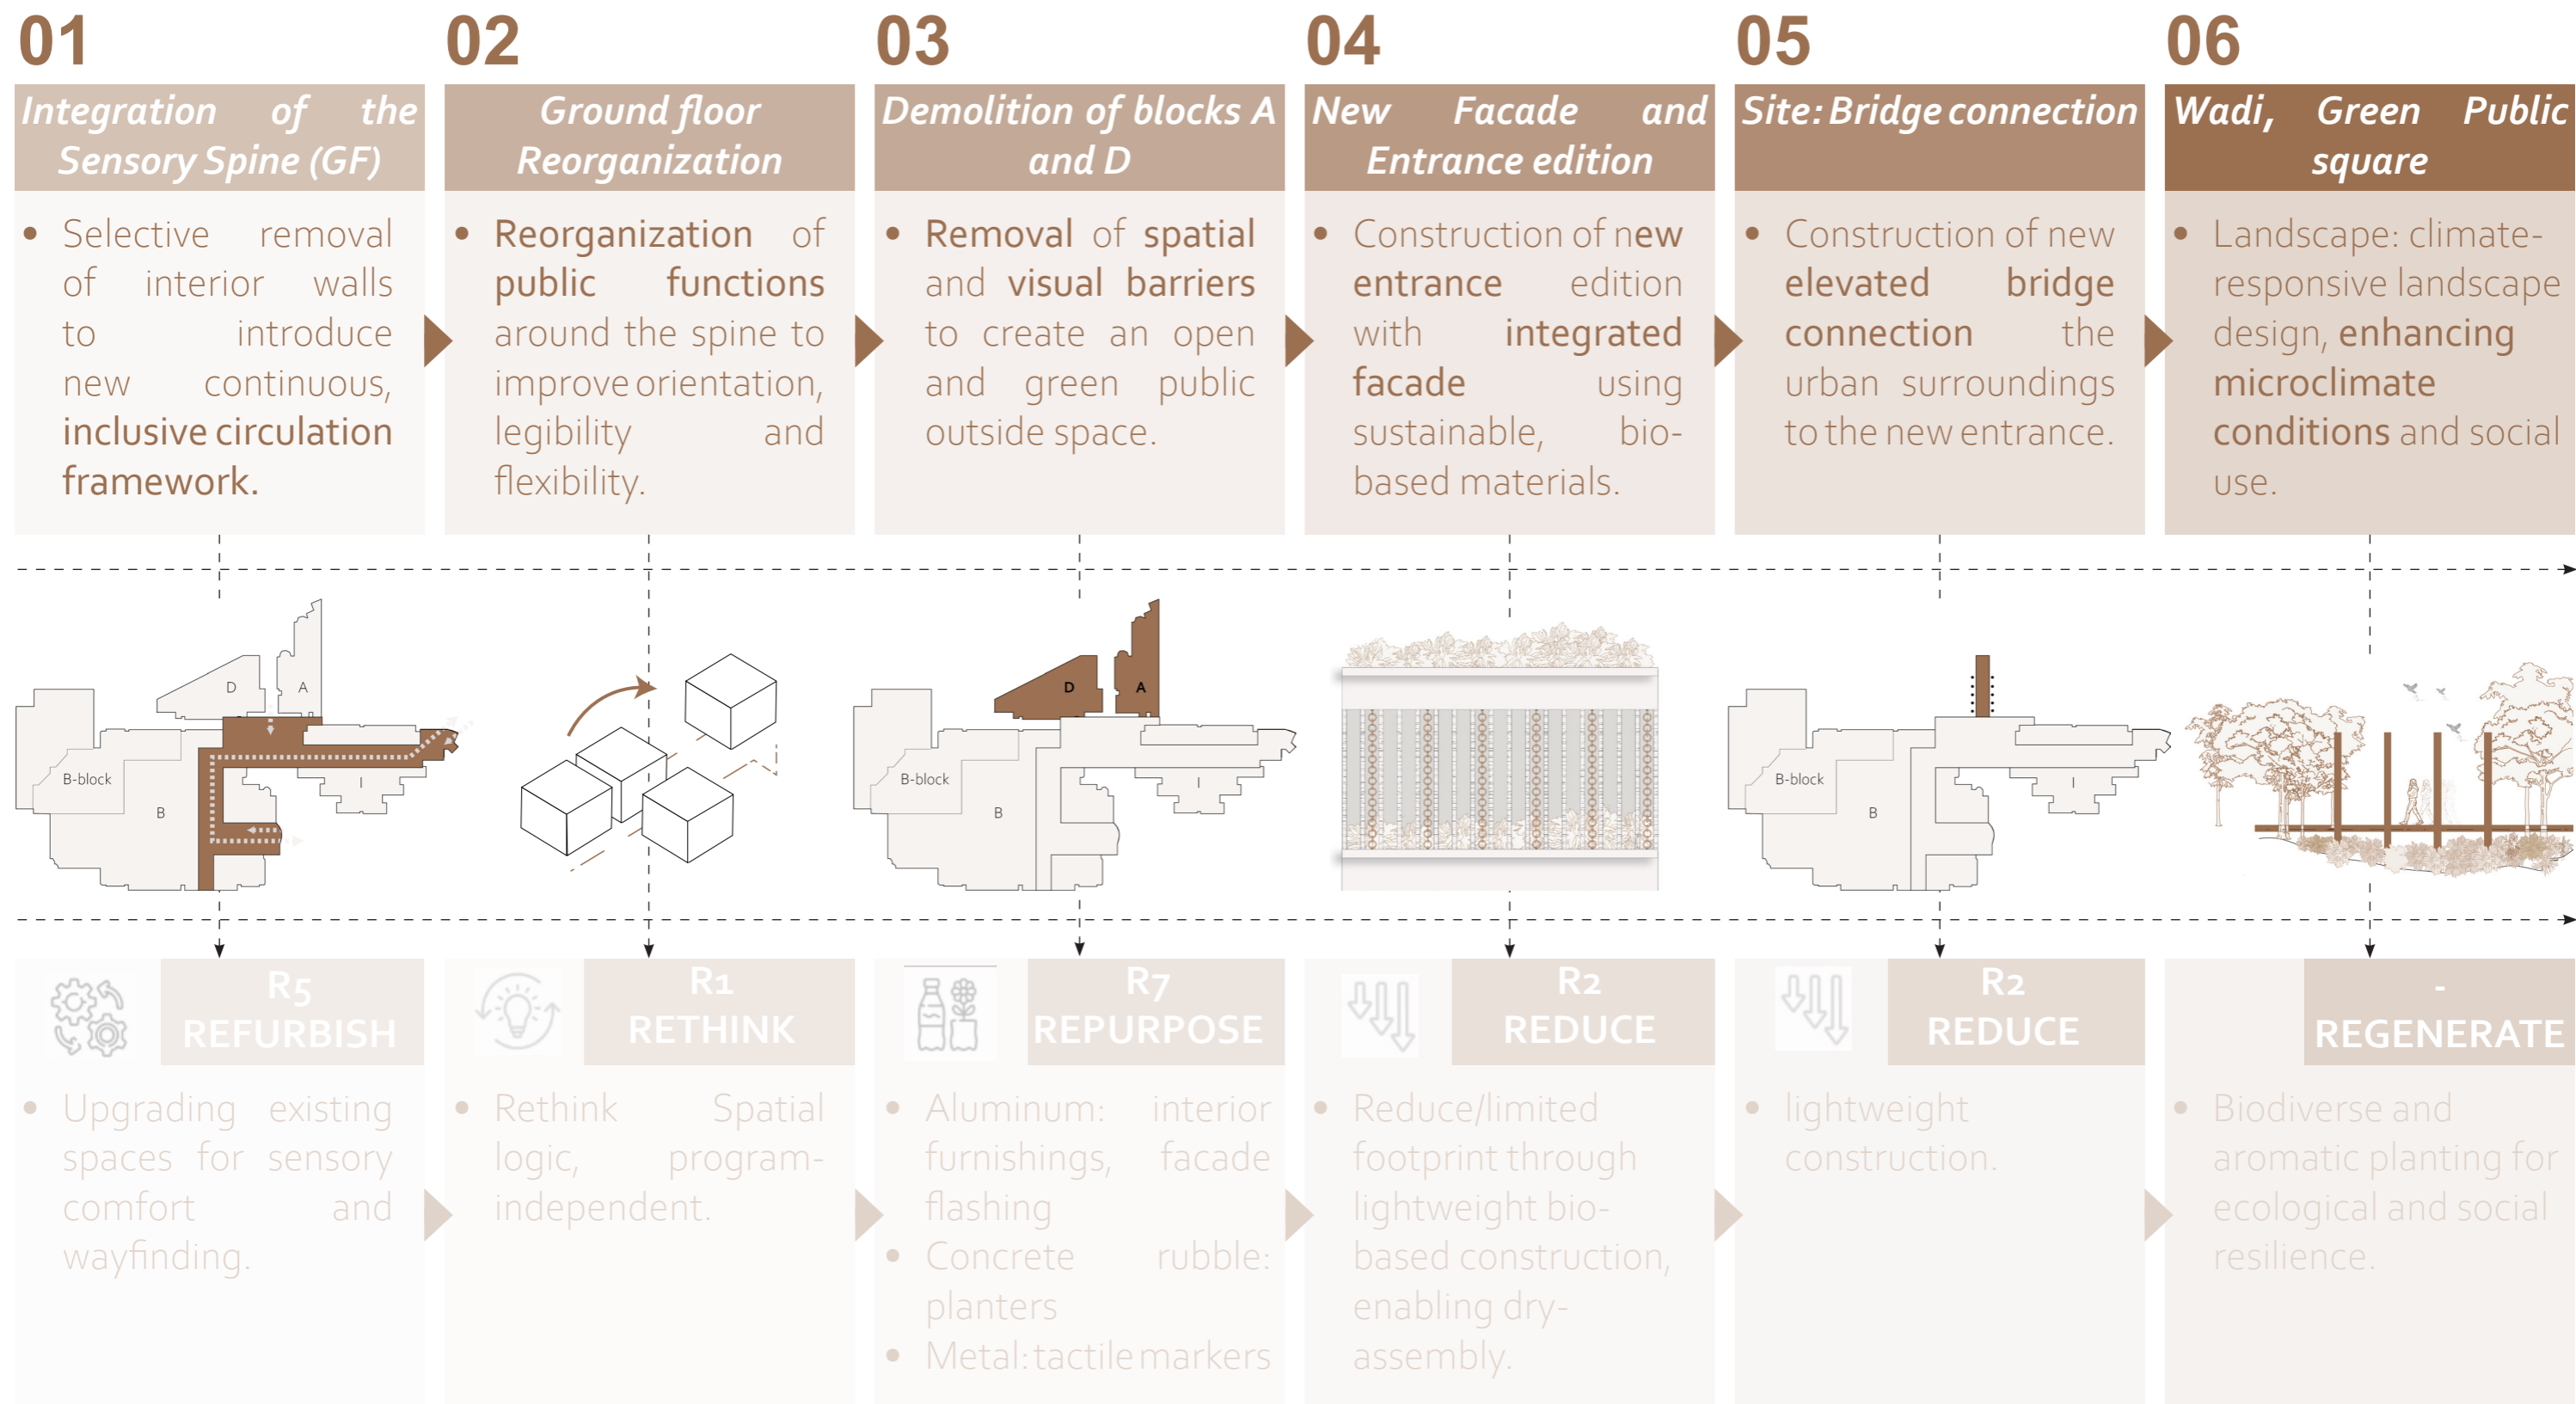 01
Integration of the
Sensory Spine (GF)
• Selective removal
of interior walls
to introduce
new continuous,
inclusive circulation
framework.
02
Ground floor
Reorganization
• Reorganization of
public functions
around the spine to
improve orientation,
legibility and
flexibility.
03
Demolition of blocks A
and D
• Removal of spatial
and visual barriers
to create an open
and green public
outside space.
04
New Facade and
Entrance edition
• Construction of new
entrance edition
with integrated
facade using
sustainable, bio-
based materials.
05
Site: Bridge connection
• Construction of new
elevated bridge
connection the
urban surroundings
to the new entrance.
06
Wadi, Green Public
square
• Landscape: climate-
responsive landscape
design, enhancing
microclimate
conditions and social
use.
D
A
B-block
B
I
D
A
B-block
B
I
B-block
B
I
R5
REFURBISH
• Upgrading existing
spaces for sensory
comfort and
wayfinding.
R1
RETHINK
• Rethink Spatial
logic, program-
independent.
R7
REPURPOSE
• Aluminum: interior
furnishings, facade
flashing
• Concrete rubble:
planters
• Metal: tactile markers
R2
REDUCE
• Reduce/limited
footprint through
lightweight bio-
based construction,
enabling dry-
assembly.
R2
REDUCE
• lightweight
construction.
-
REGENERATE
• Biodiverse and
aromatic planting for
ecological and social
resilience.